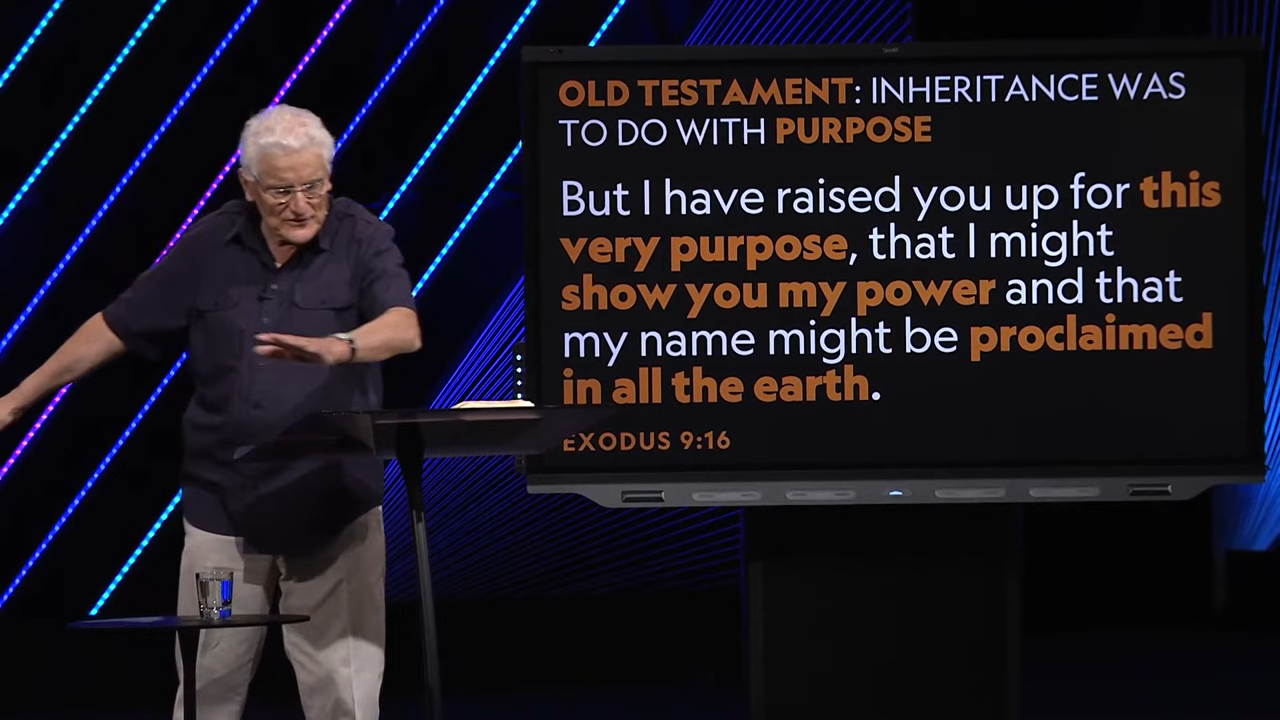 OLD TESTAMENT: INHERITANCE WAS
TO DO WITH PURPOSE
But I have raised you up for this
very purpose, that I might
show you my power and that
my name might be proclaimed
in all the earth.
EXODUS 9:16